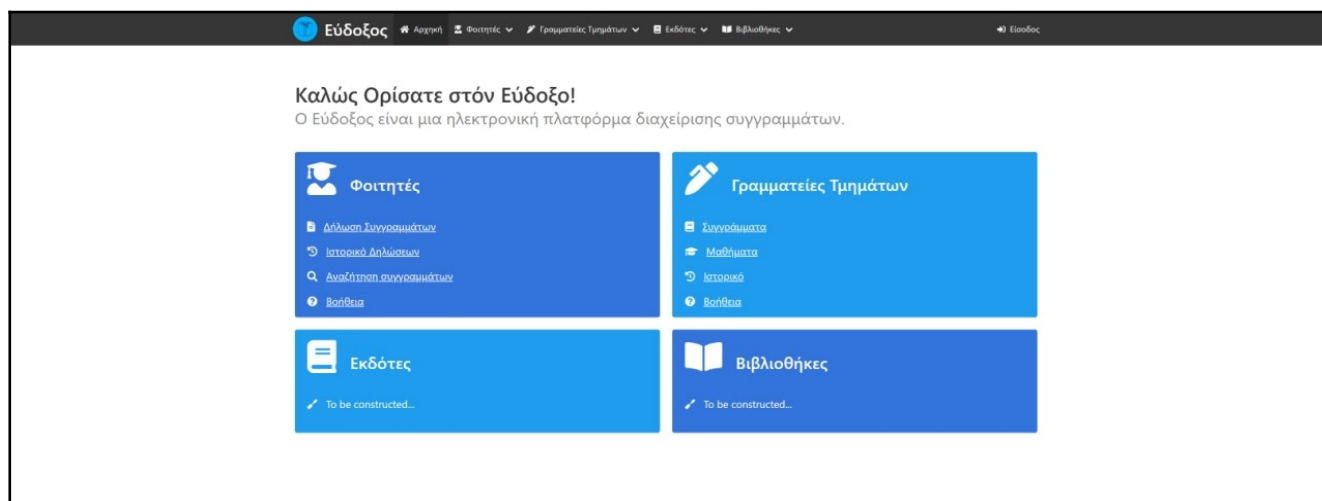 Εύδοξος Αρχική Φοιτητές Γραμματείες Τμημάτων Εκδότες Βιβλιοθήκες Είσοδος
Καλώς Ορίσατε στόν Εύδοξο!
Ο Εύδοξος είναι μια ηλεκτρονική πλατφόρμα διαχείρισης συγγραμμάτων.
Φοιτητές
Δήλωση Συγγραμμάτων
Ιστορικό Δηλώσεων
Αναζήτηση συγγραμμάτων
Βοήθεια
Γραμματείες Τμημάτων
Συγγράμματα
Μαθήματα
Ιστορικό
Βοήθεια
Εκδότες
To be constructed...
Βιβλιοθήκες
To be constructed...